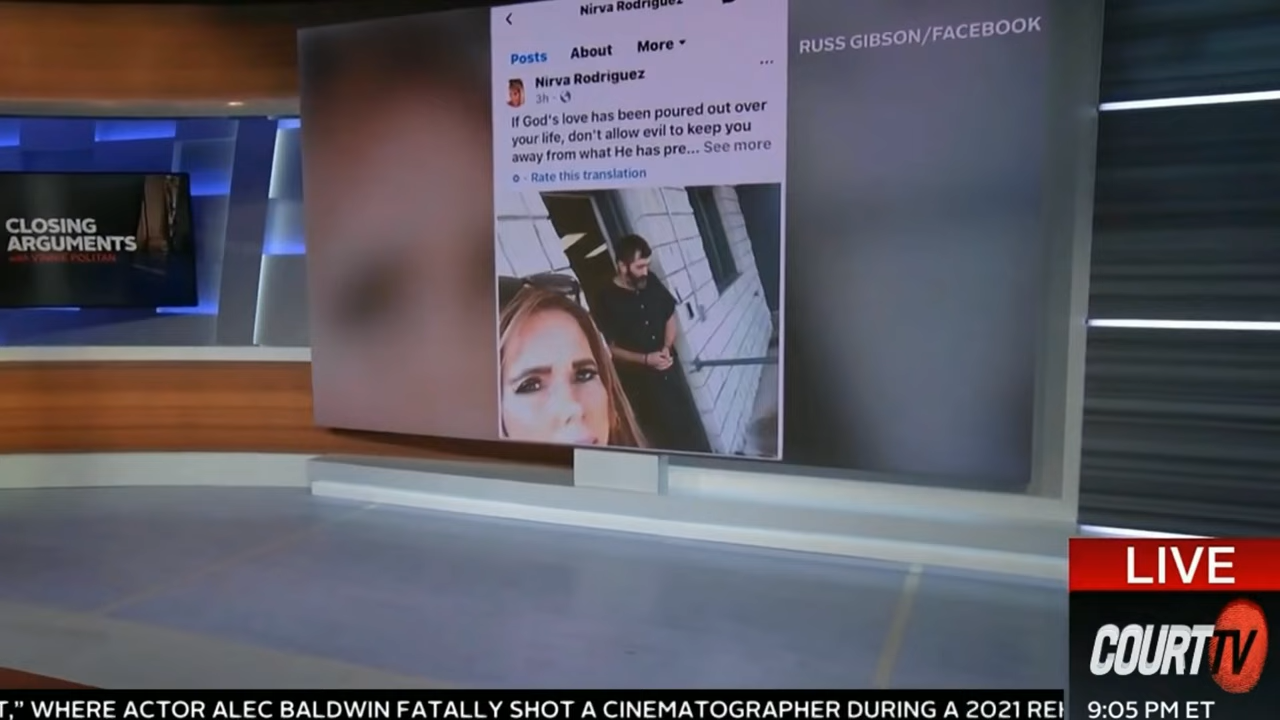 Nirva Rodriguez
RUSS GIBSON/FACEBOOK
Posts About More
Nirva Rodriguez
3h
If God's love has been poured out over
your life, don't allow evil to keep you
away from what He has pre... See more
Rate this translation
CLOSING
ARGUMENTS
with VINNIE POLITAN
LIVE
COURT TV
T," WHERE ACTOR ALEC BALDWIN FATALLY SHOT A CINEMATOGRAPHER DURING A 2021 REH
9:05 PM ET